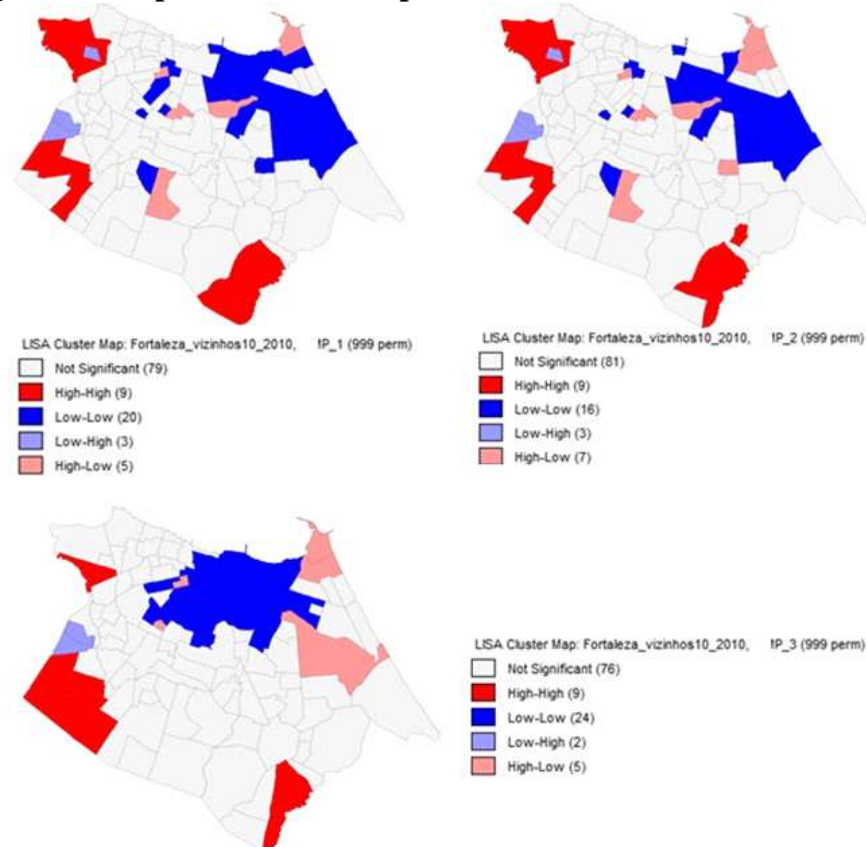 LISA Cluster Map: Fortaleza_vizinhos10_2010, IP_1 (999 perm)
Not Significant (79)
High-High (9)
Low-Low (20)
Low-High (3)
High-Low (5)
LISA Cluster Map: Fortaleza_vizinhos10_2010, IP_2 (999 perm)
Not Significant (81)
High-High (9)
Low-Low (16)
Low-High (3)
High-Low (7)
LISA Cluster Map: Fortaleza_vizinhos10_2010, IP_3 (999 perm)
Not Significant (76)
High-High (9)
Low-Low (24)
Low-High (2)
High-Low (5)